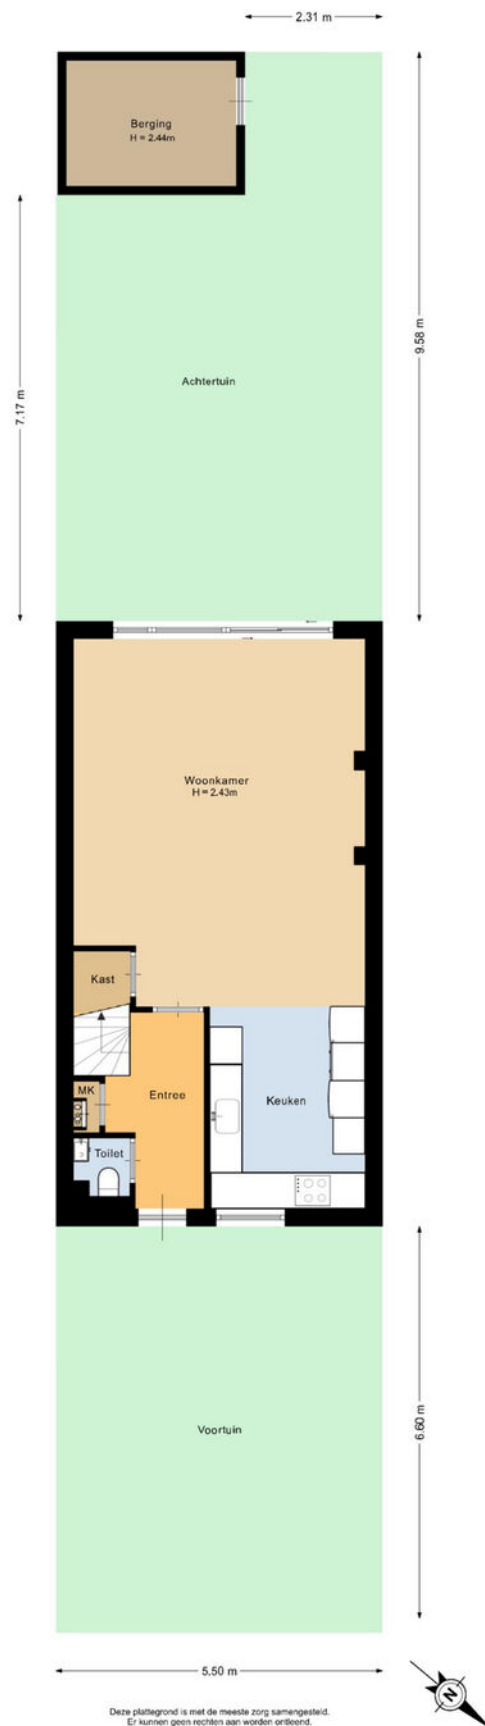 2.31 m
Berging
H = 2.44m
9.58 m
7.17 m
Achtertuin
Woonkamer
H = 2.43m
Kast
MK
Entree
Keuken
Toilet
Voortuin
6.60 m
5.50 m
N
Deze plattegrond is met de meeste zorg samengesteld.
Er kunnen geen rechten aan worden ontleend.